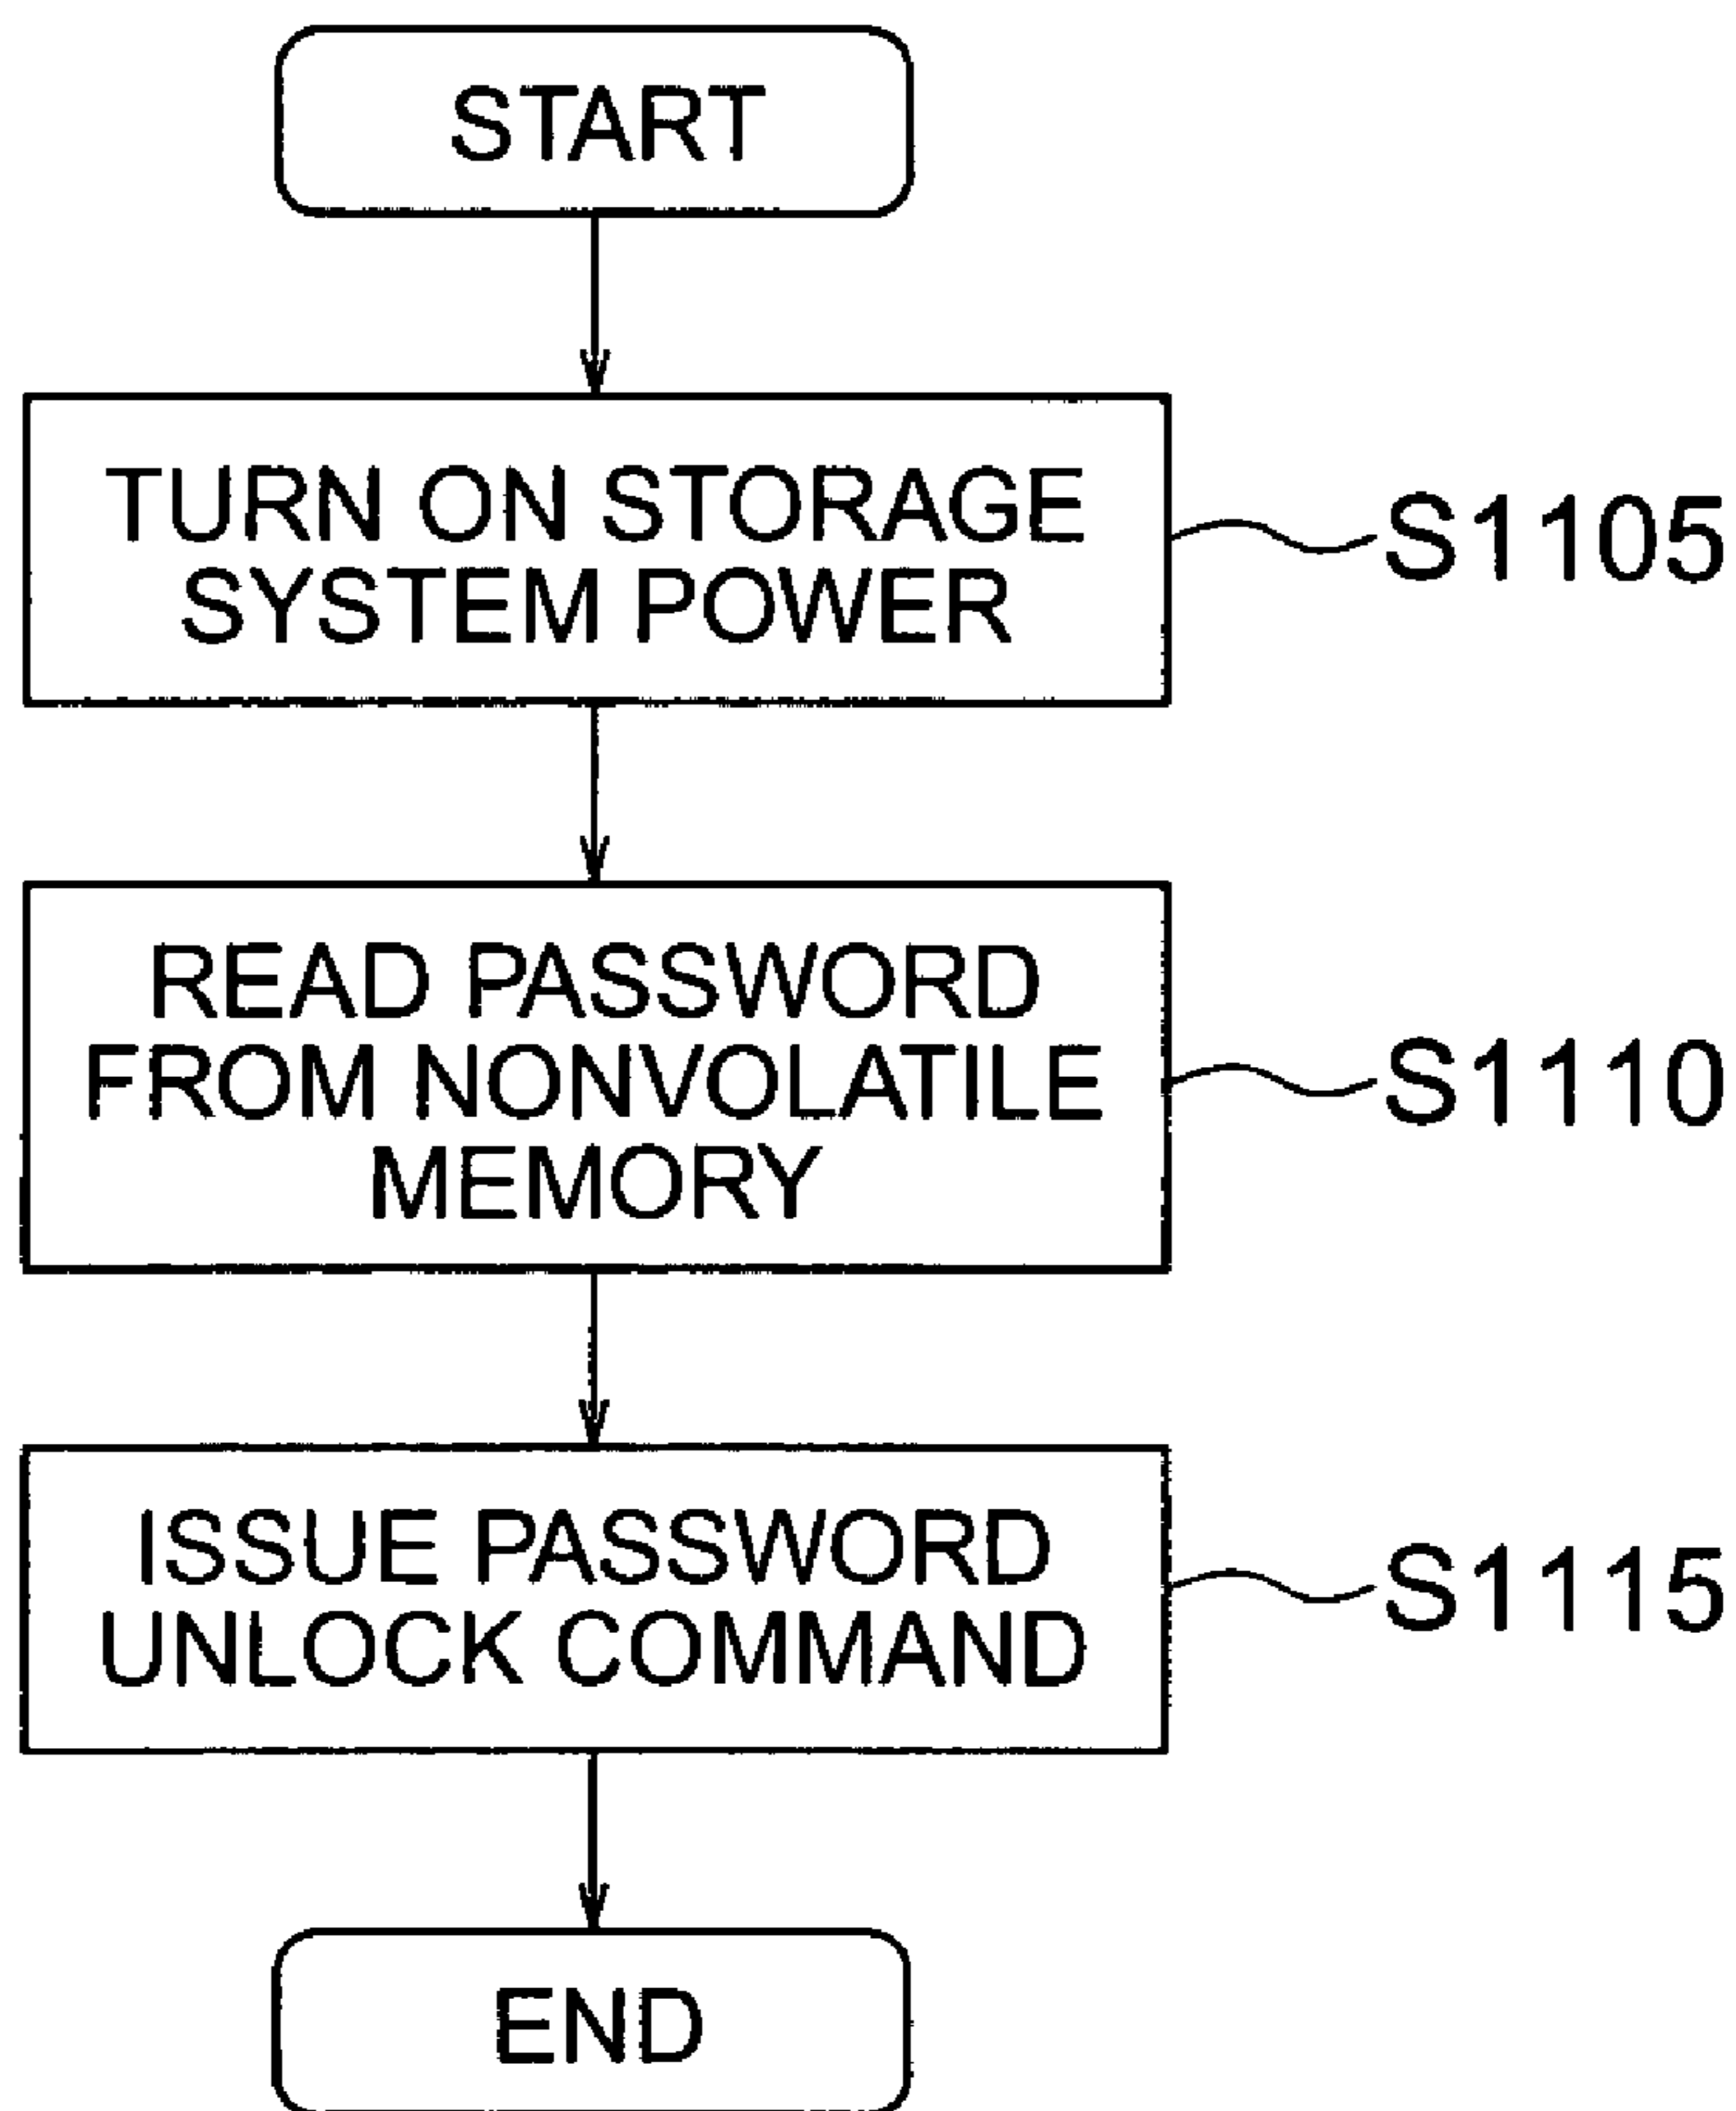 START
TURN ON STORAGE
SYSTEM POWER
S1105
READ PASSWORD
FROM NONVOLATILE
MEMORY
S1110
ISSUE PASSWORD
UNLOCK COMMAND
S1115
END